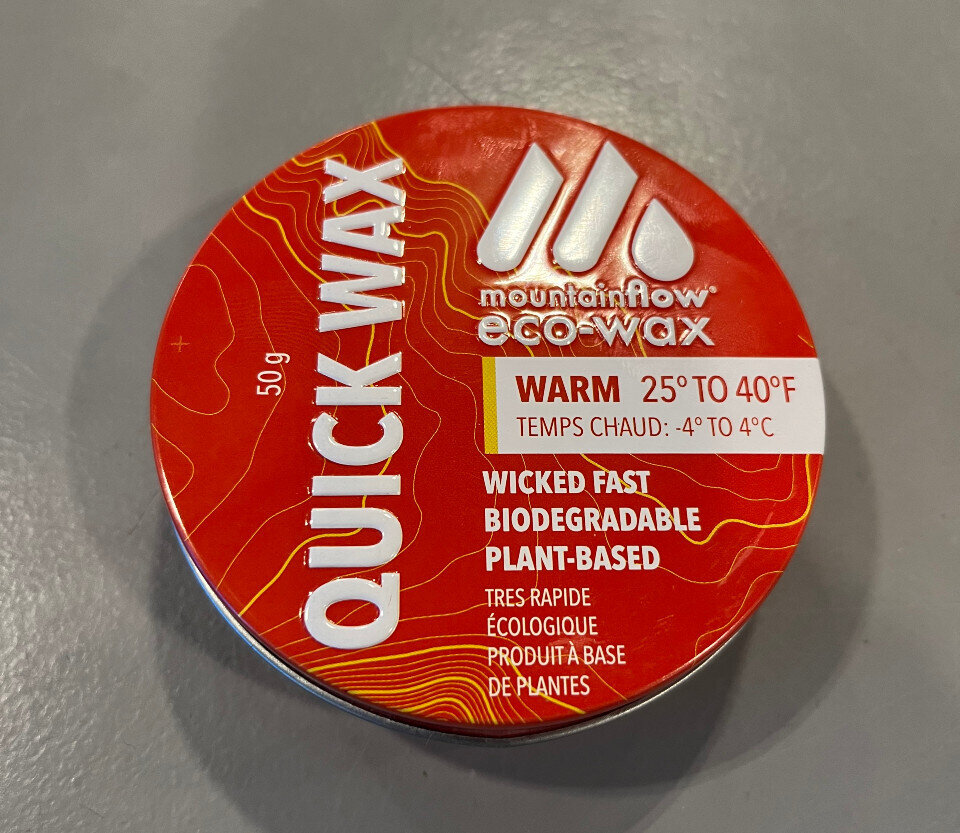 QUICK WAX
50 g
mountainflow®
eco-wax
WARM 25° TO 40°F
TEMPS CHAUD: -4° TO 4°C
WICKED FAST
BIODEGRADABLE
PLANT-BASED
TRES RAPIDE
ÉCOLOGIQUE
PRODUIT À BASE
DE PLANTES